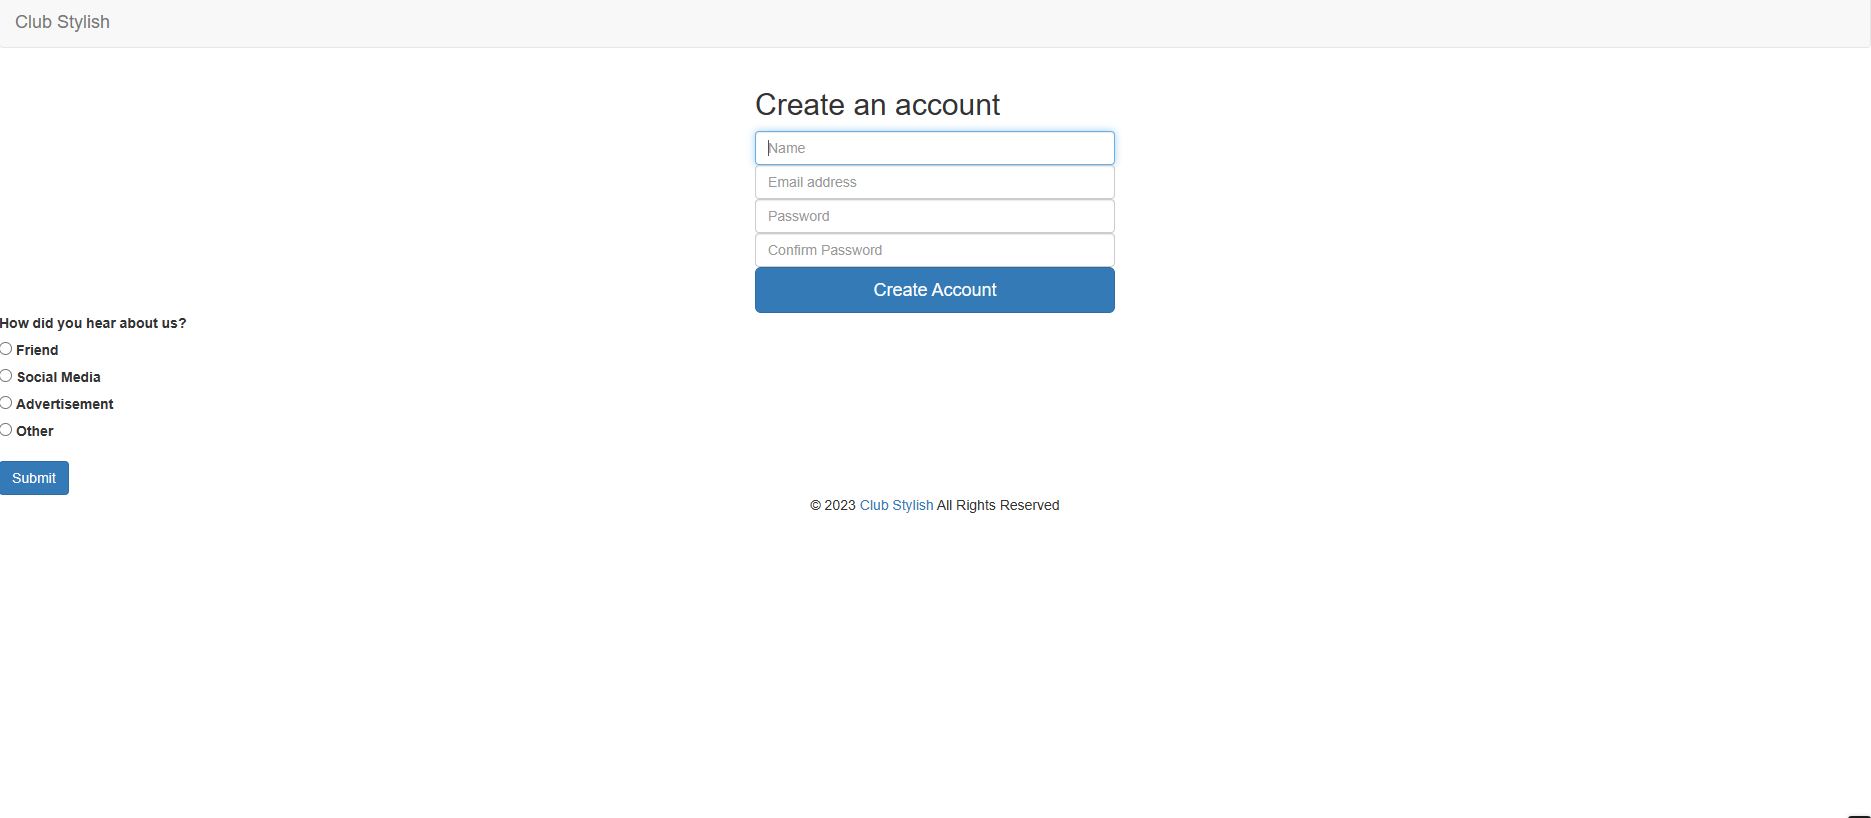 Club Stylish
Create an account
Name
Email address
Password
Confirm Password
Create Account
How did you hear about us?
Friend
Social Media
Advertisement
Other
Submit
© 2023 Club Stylish All Rights Reserved